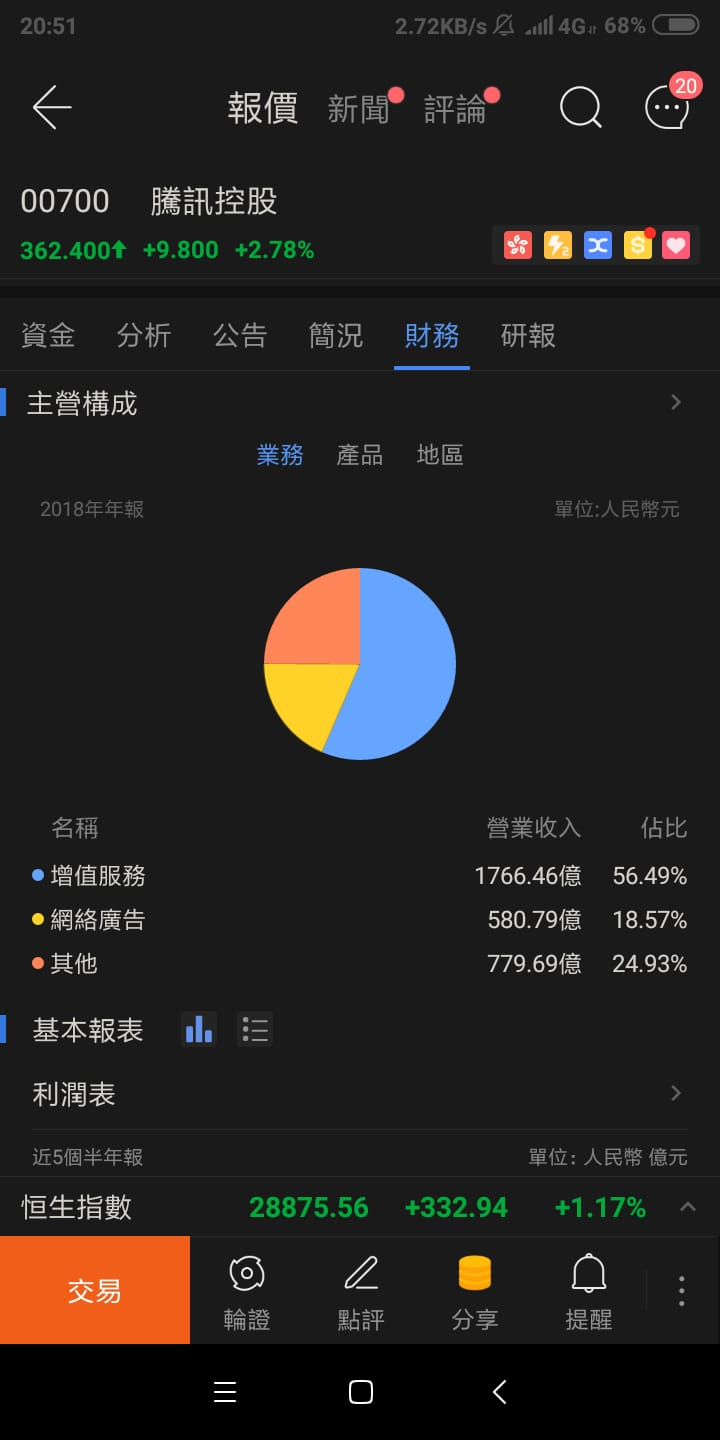 20:51 2.72KB/s 4G 68%
報價 新聞 評論 20
00700 騰訊控股
362.400↑ +9.800 +2.78%
資金 分析 公告 簡況 財務 研報
主營構成
業務 產品 地區
2018年年報 單位:人民幣元
名稱 營業收入 佔比
增值服務 1766.46億 56.49%
網絡廣告 580.79億 18.57%
其他 779.69億 24.93%
基本報表
利潤表
近5個半年報 單位: 人民幣 億元
恒生指數 28875.56 +332.94 +1.17%
交易 輪證 點評 分享 提醒